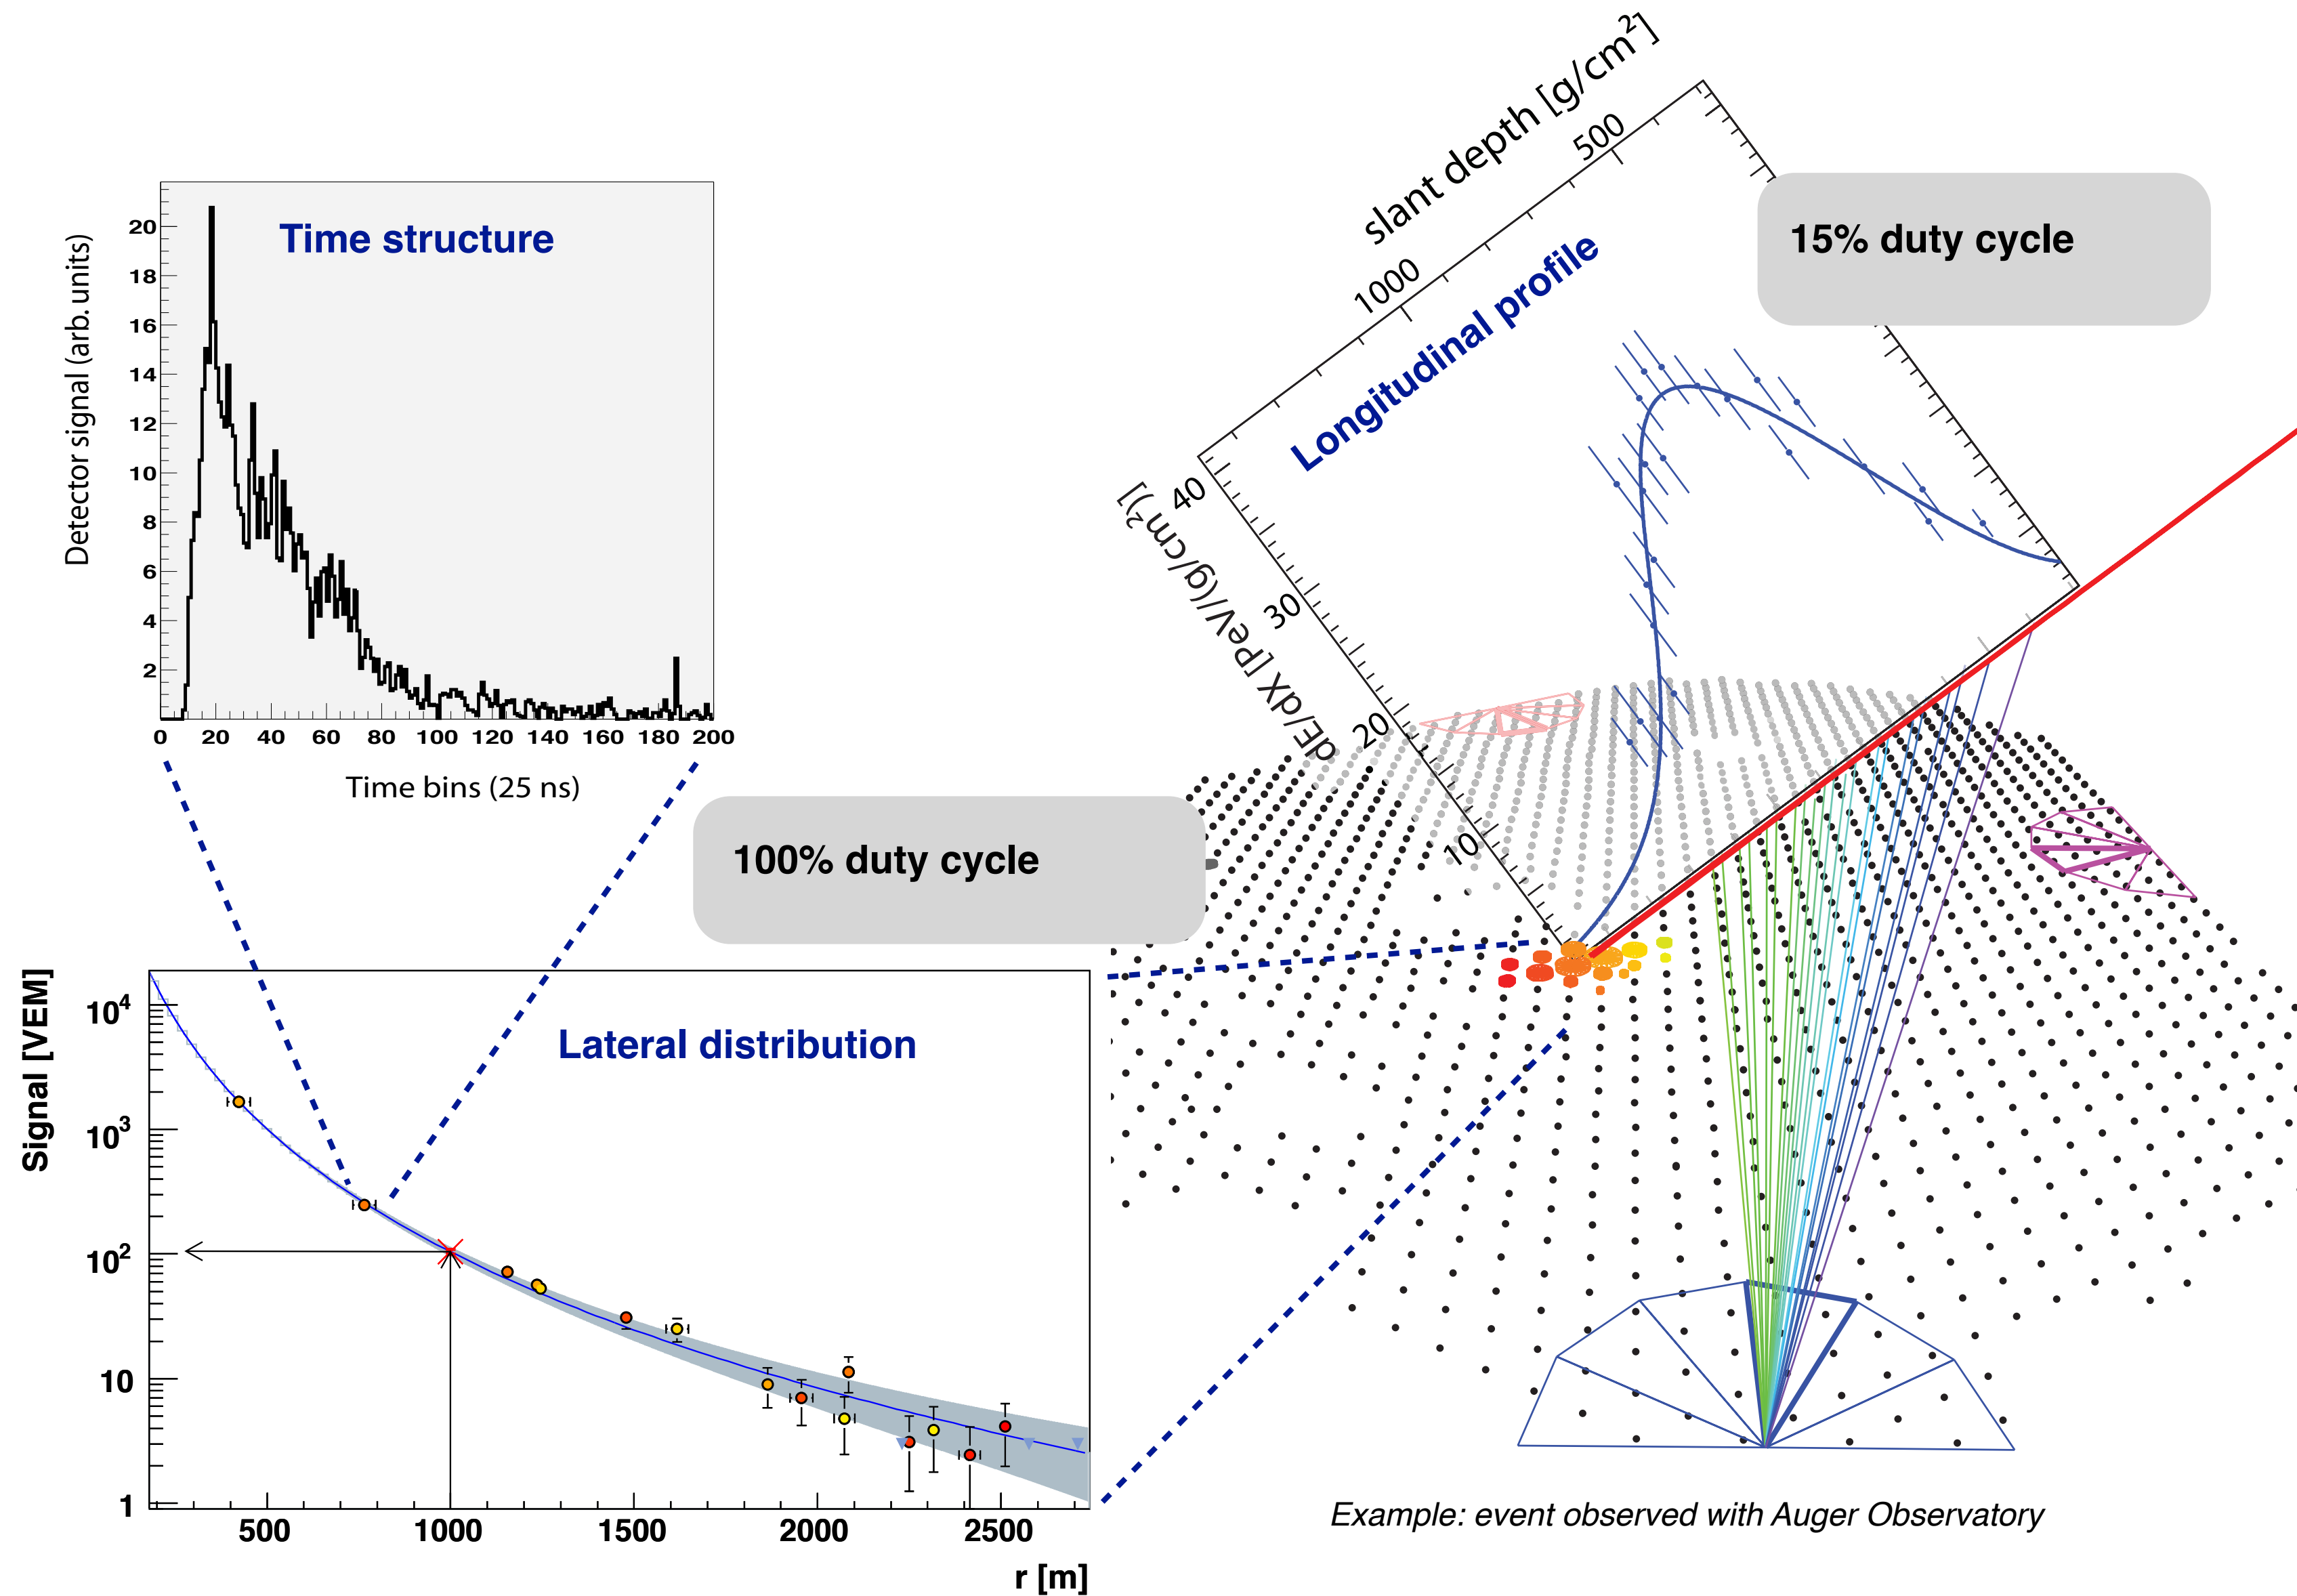 Time structure
Detector signal (arb. units)
20
18
16
14
12
10
8
6
4
2
0 20 40 60 80 100 120 140 160 180 200
Time bins (25 ns)
slant depth [g/cm²]
500
1000
Longitudinal profile
15% duty cycle
dE/dX [PeV/(g/cm²)]
40
30
20
10
100% duty cycle
Lateral distribution
Signal [VEM]
10⁴
10³
10²
10
1
500 1000 1500 2000 2500
r [m]
Example: event observed with Auger Observatory